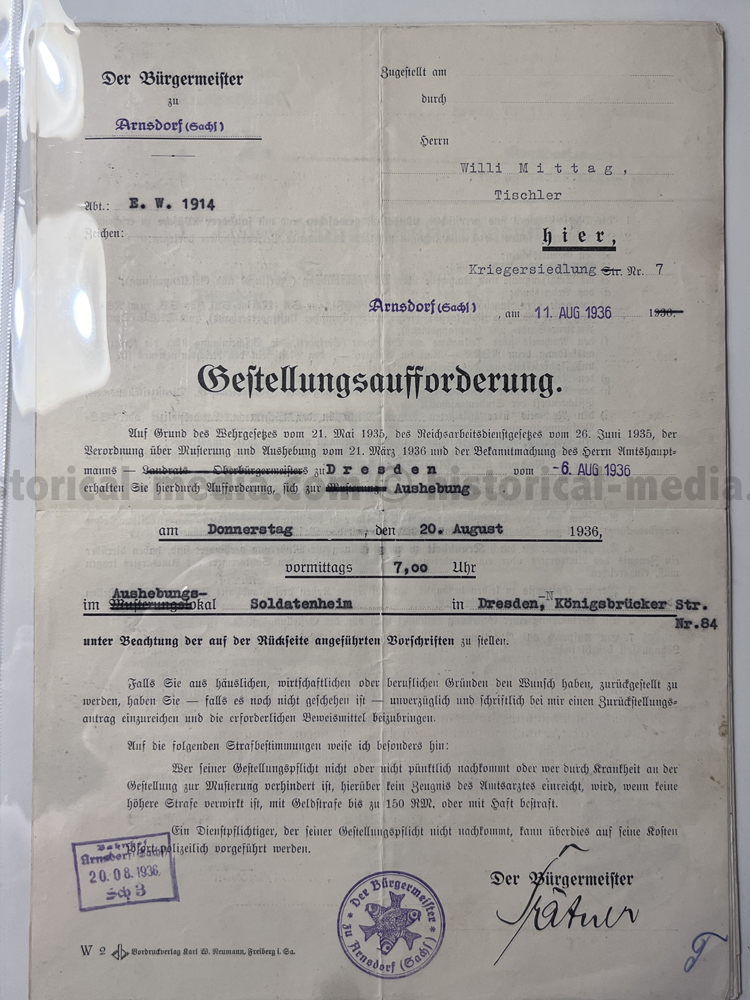 Der Bürgermeister
zu
Arnsdorf (Sachs)
Abt.: E. W. 1914
Zeichen:
Zugestellt am
durch
Herrn
Willi Mittag,
Tischler
hier,
Kriegersiedlung Str. Nr. 7
Arnsdorf (Sachs) , am 11. AUG 1936 1936.
Gestellungsaufforderung.
Auf Grund des Wehrgesetzes vom 21. Mai 1935, des Reichsarbeitsdienstgesetzes vom 26. Juni 1935, der
Verordnung über Musterung und Aushebung vom 21. März 1936 und der Bekanntmachung des Herrn Amtshaupt-
manns — Landrats — Oberbürgermeisters zu Dresden vom -6. AUG 1936
erhalten Sie hierdurch Aufforderung, sich zur Musterung — Aushebung
am Donnerstag, den 20. August 1936,
vormittags 7,00 Uhr
Aushebungs-
im Musterungslokal Soldatenheim in Dresden,-N Königsbrücker Str.
Nr.84
unter Beachtung der auf der Rückseite angeführten Vorschriften zu stellen.
Falls Sie aus häuslichen, wirtschaftlichen oder beruflichen Gründen den Wunsch haben, zurückgestellt zu
werden, haben Sie — falls es noch nicht geschehen ist — unverzüglich und schriftlich bei mir einen Zurückstellungs-
antrag einzureichen und die erforderlichen Beweismittel beizubringen.
Auf die folgenden Strafbestimmungen weise ich besonders hin:
Wer seiner Gestellungspflicht nicht oder nicht pünktlich nachkommt oder wer durch Krankheit an der
Gestellung zur Musterung verhindert ist, hierüber kein Zeugnis des Amtsarztes einreicht, wird, wenn keine
höhere Strafe verwirkt ist, mit Geldstrafe bis zu 150 RM. oder mit Haft bestraft.
Ein Dienstpflichtiger, der seiner Gestellungspflicht nicht nachkommt, kann überdies auf seine Kosten
sofort polizeilich vorgeführt werden.
Bahnhof
Arnsdorf (Sachs)
20.08.1936
Sch 3
Der Bürgermeister
Der Bürgermeister
zu Arnsdorf (Sachs)
W 2 Vordruckverlag Karl W. Neumann, Freiberg i. Sa.
historical-media.com